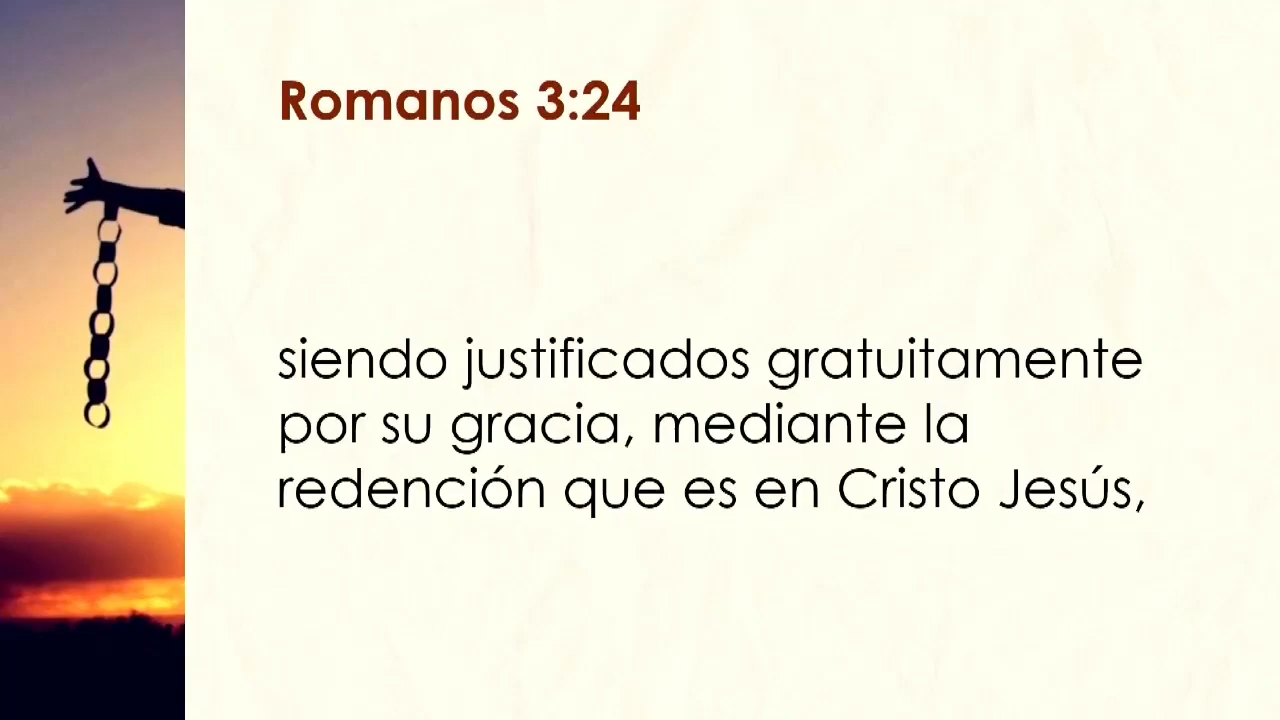 Romanos 3:24
siendo justificados gratuitamente
por su gracia, mediante la
redención que es en Cristo Jesús,